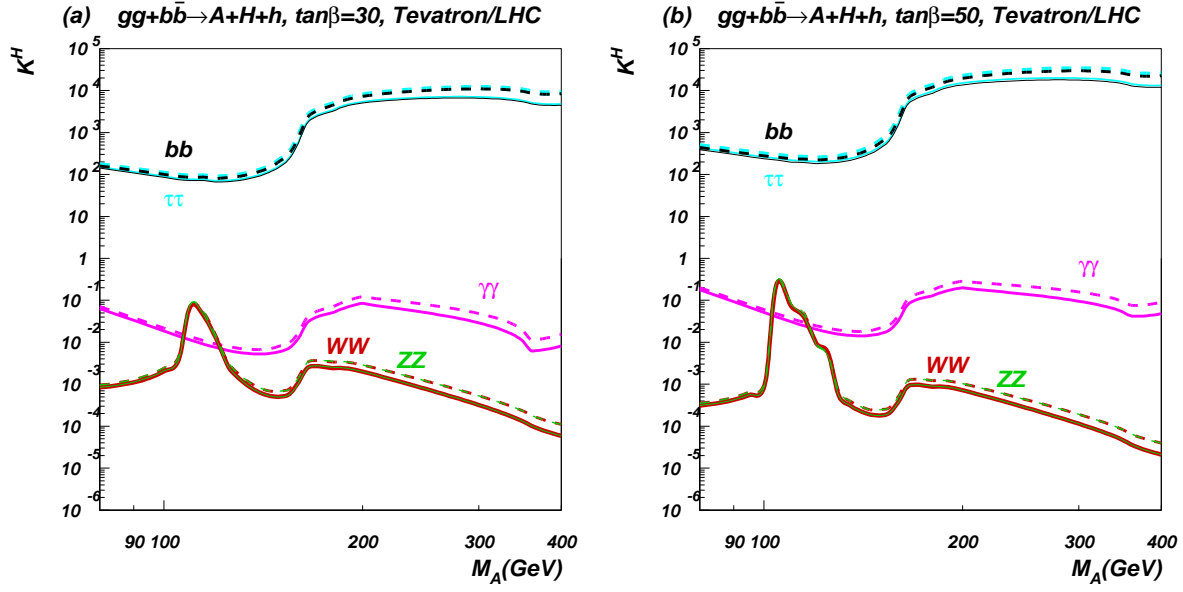 (a) gg+bb̄→A+H+h, tanβ=30, Tevatron/LHC
K^H
10^5
10^4
10^3
10^2
10
1
10^-1
10^-2
10^-3
10^-4
10^-5
10^-6
bb
ττ
γγ
WW
ZZ
90 100 200 300 400
M_A(GeV)
(b) gg+bb̄→A+H+h, tanβ=50, Tevatron/LHC
K^H
10^5
10^4
10^3
10^2
10
1
10^-1
10^-2
10^-3
10^-4
10^-5
10^-6
bb
ττ
γγ
WW
ZZ
90 100 200 300 400
M_A(GeV)